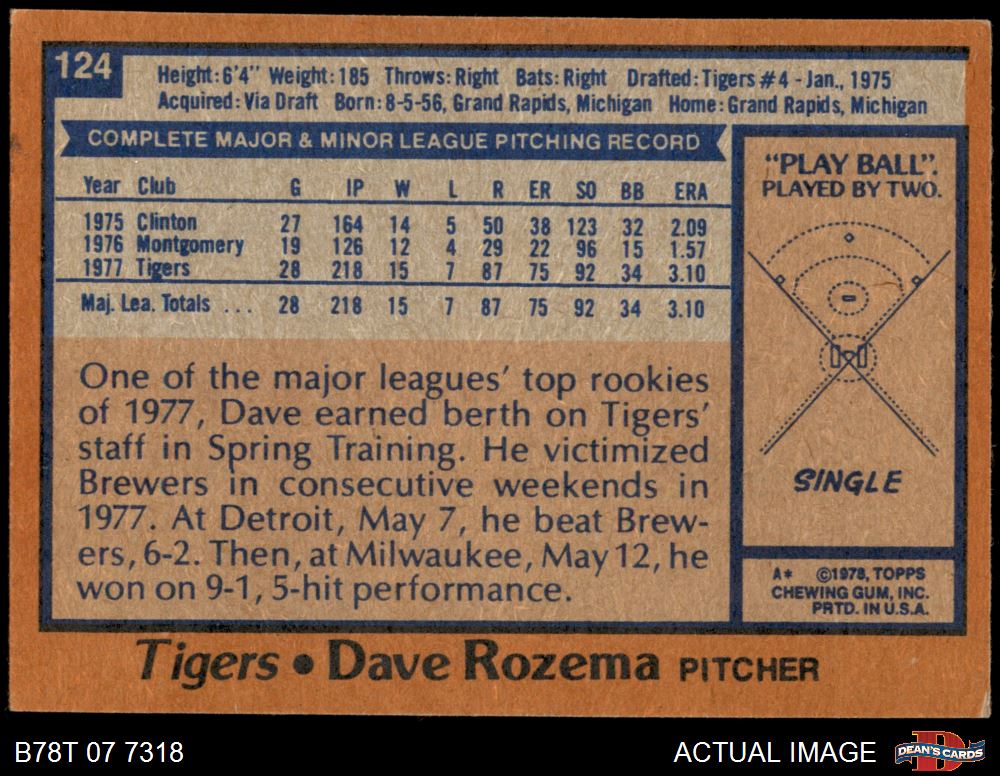 124
Height:6'4" Weight:185 Throws:Right Bats:Right Drafted:Tigers #4 - Jan., 1975
Acquired: Via Draft Born:8-5-56, Grand Rapids, Michigan Home:Grand Rapids, Michigan
COMPLETE MAJOR & MINOR LEAGUE PITCHING RECORD
Year Club G IP W L R ER SO BB ERA
1975 Clinton 27 164 14 5 50 38 123 32 2.09
1976 Montgomery 19 126 12 4 29 22 96 15 1.57
1977 Tigers 28 218 15 7 87 75 92 34 3.10
Maj. Lea. Totals ... 28 218 15 7 87 75 92 34 3.10
One of the major leagues' top rookies
of 1977, Dave earned berth on Tigers'
staff in Spring Training. He victimized
Brewers in consecutive weekends in
1977. At Detroit, May 7, he beat Brew-
ers, 6-2. Then, at Milwaukee, May 12, he
won on 9-1, 5-hit performance.
"PLAY BALL".
PLAYED BY TWO.
SINGLE
A* ©1978, TOPPS
CHEWING GUM, INC.
PRTD. IN U.S.A.
Tigers • Dave Rozema PITCHER
B78T 07 7318
ACTUAL IMAGE
DEAN'S CARDS